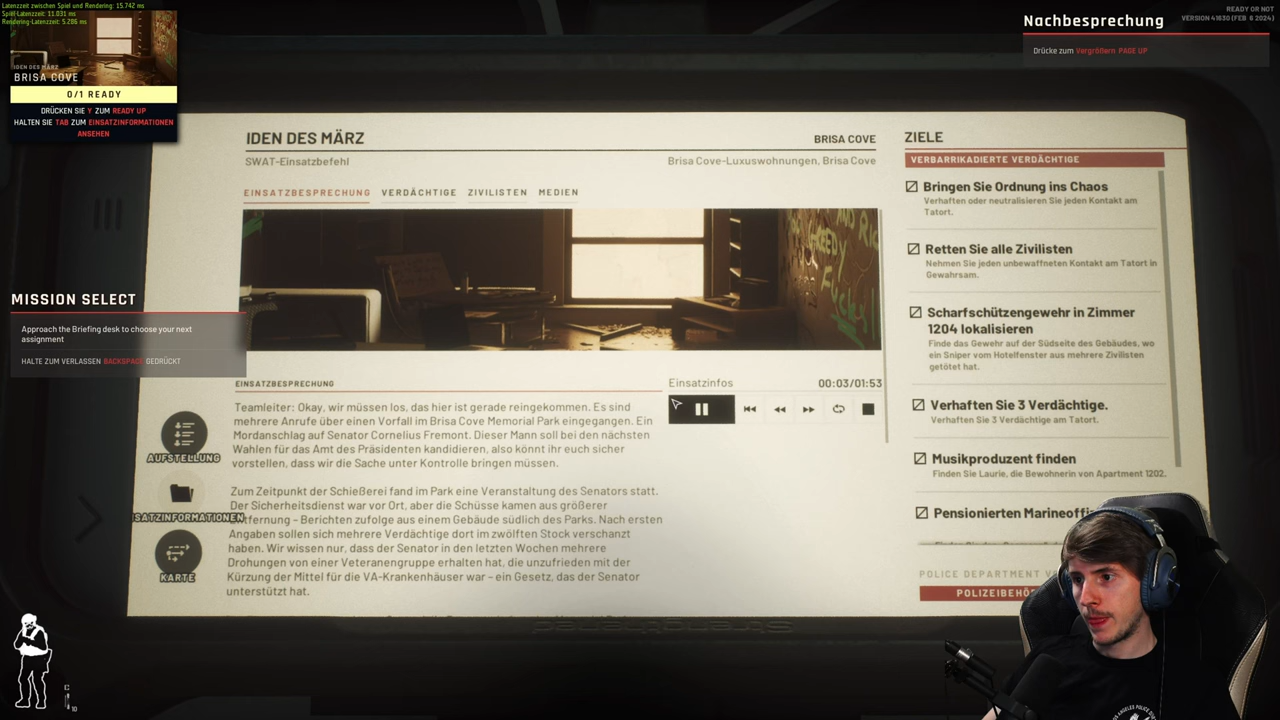 Latenzzeit zwischen Spiel und Rendering: 15.742 ms
Spiel-Latenzzeit: 11.031 ms
Rendering-Latenzzeit: 5.286 ms
IDEN DES MÄRZ
BRISA COVE
0/1 READY
DRÜCKEN SIE Y ZUM READY UP
HALTEN SIE TAB ZUM EINSATZINFORMATIONEN
ANSEHEN
READY OR NOT
VERSION 41630 (FEB 6 2024)
Nachbesprechung
Drücke zum Vergrößern PAGE UP
MISSION SELECT
Approach the Briefing desk to choose your next
assignment
HALTE ZUM VERLASSEN BACKSPACE GEDRÜCKT
IDEN DES MÄRZ
BRISA COVE
SWAT-Einsatzbefehl
Brisa Cove-Luxuswohnungen, Brisa Cove
EINSATZBESPRECHUNG VERDÄCHTIGE ZIVILISTEN MEDIEN
EINSATZBESPRECHUNG
Teamleiter: Okay, wir müssen los, das hier ist gerade reingekommen. Es sind
mehrere Anrufe über einen Vorfall im Brisa Cove Memorial Park eingegangen. Ein
Mordanschlag auf Senator Cornelius Fremont. Dieser Mann soll bei den nächsten
Wahlen für das Amt des Präsidenten kandidieren, also könnt ihr euch sicher
vorstellen, dass wir die Sache unter Kontrolle bringen müssen.
Zum Zeitpunkt der Schießerei fand im Park eine Veranstaltung des Senators statt.
Der Sicherheitsdienst war vor Ort, aber die Schüsse kamen aus größerer
tfernung – Berichten zufolge aus einem Gebäude südlich des Parks. Nach ersten
Angaben sollen sich mehrere Verdächtige dort im zwölften Stock verschanzt
haben. Wir wissen nur, dass der Senator in den letzten Wochen mehrere
Drohungen von einer Veteranengruppe erhalten hat, die unzufrieden mit der
Kürzung der Mittel für die VA-Krankenhäuser war – ein Gesetz, das der Senator
unterstützt hat.
Einsatzinfos 00:03/01:53
AUFSTELLUNG
SATZINFORMATIONEN
KARTE
ZIELE
VERBARRIKADIERTE VERDÄCHTIGE
Bringen Sie Ordnung ins Chaos
Verhaften oder neutralisieren Sie jeden Kontakt am
Tatort.
Retten Sie alle Zivilisten
Nehmen Sie jeden unbewaffneten Kontakt am Tatort in
Gewahrsam.
Scharfschützengewehr in Zimmer
1204 lokalisieren
Finde das Gewehr auf der Südseite des Gebäudes, wo
ein Sniper vom Hotelfenster aus mehrere Zivilisten
getötet hat.
Verhaften Sie 3 Verdächtige.
Verhaften Sie 3 Verdächtige am Tatort.
Musikproduzent finden
Finden Sie Laurie, die Bewohnerin von Apartment 1202.
Pensionierten Marineoffi
POLICE DEPARTMENT
POLIZEIBEHÖ
10